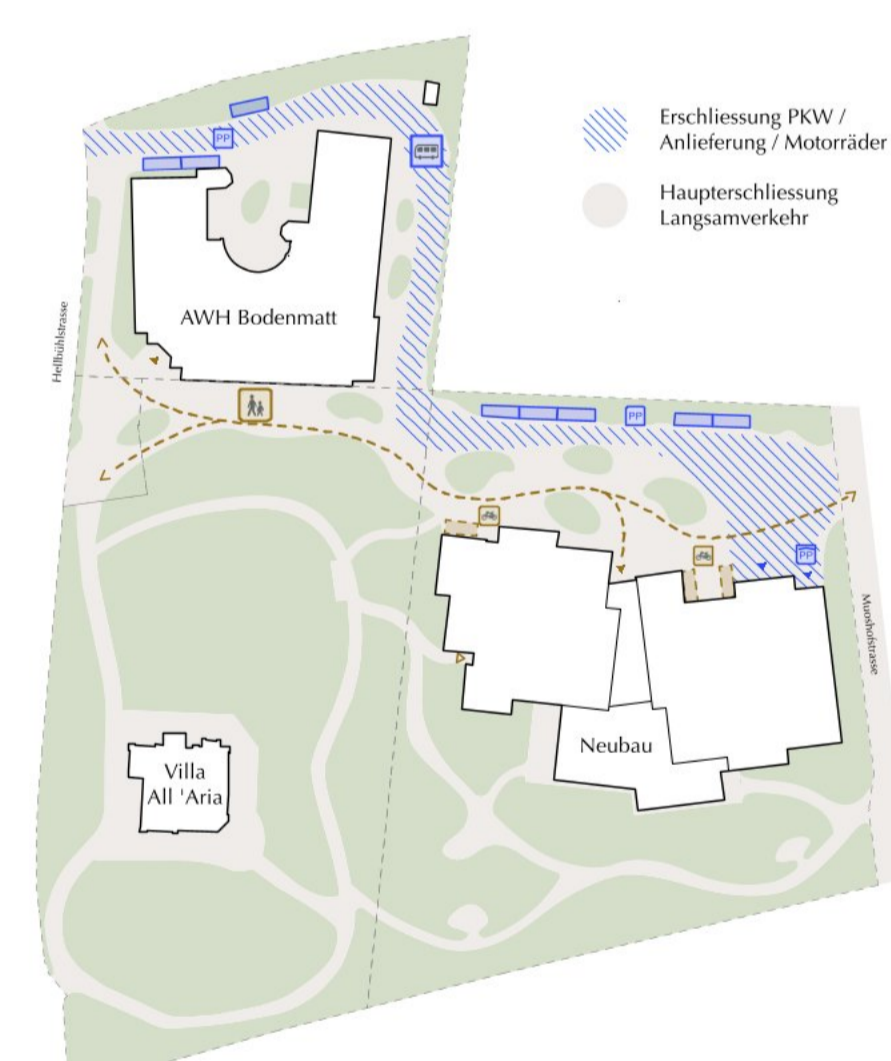 Erschliessung PKW /
Anlieferung / Motorräder
Haupterschliessung
Langsamverkehr
PP
AWH Bodenmatt
Hellbühlstrasse
PP
PP
Muoshofstrasse
Neubau
Villa
All 'Aria